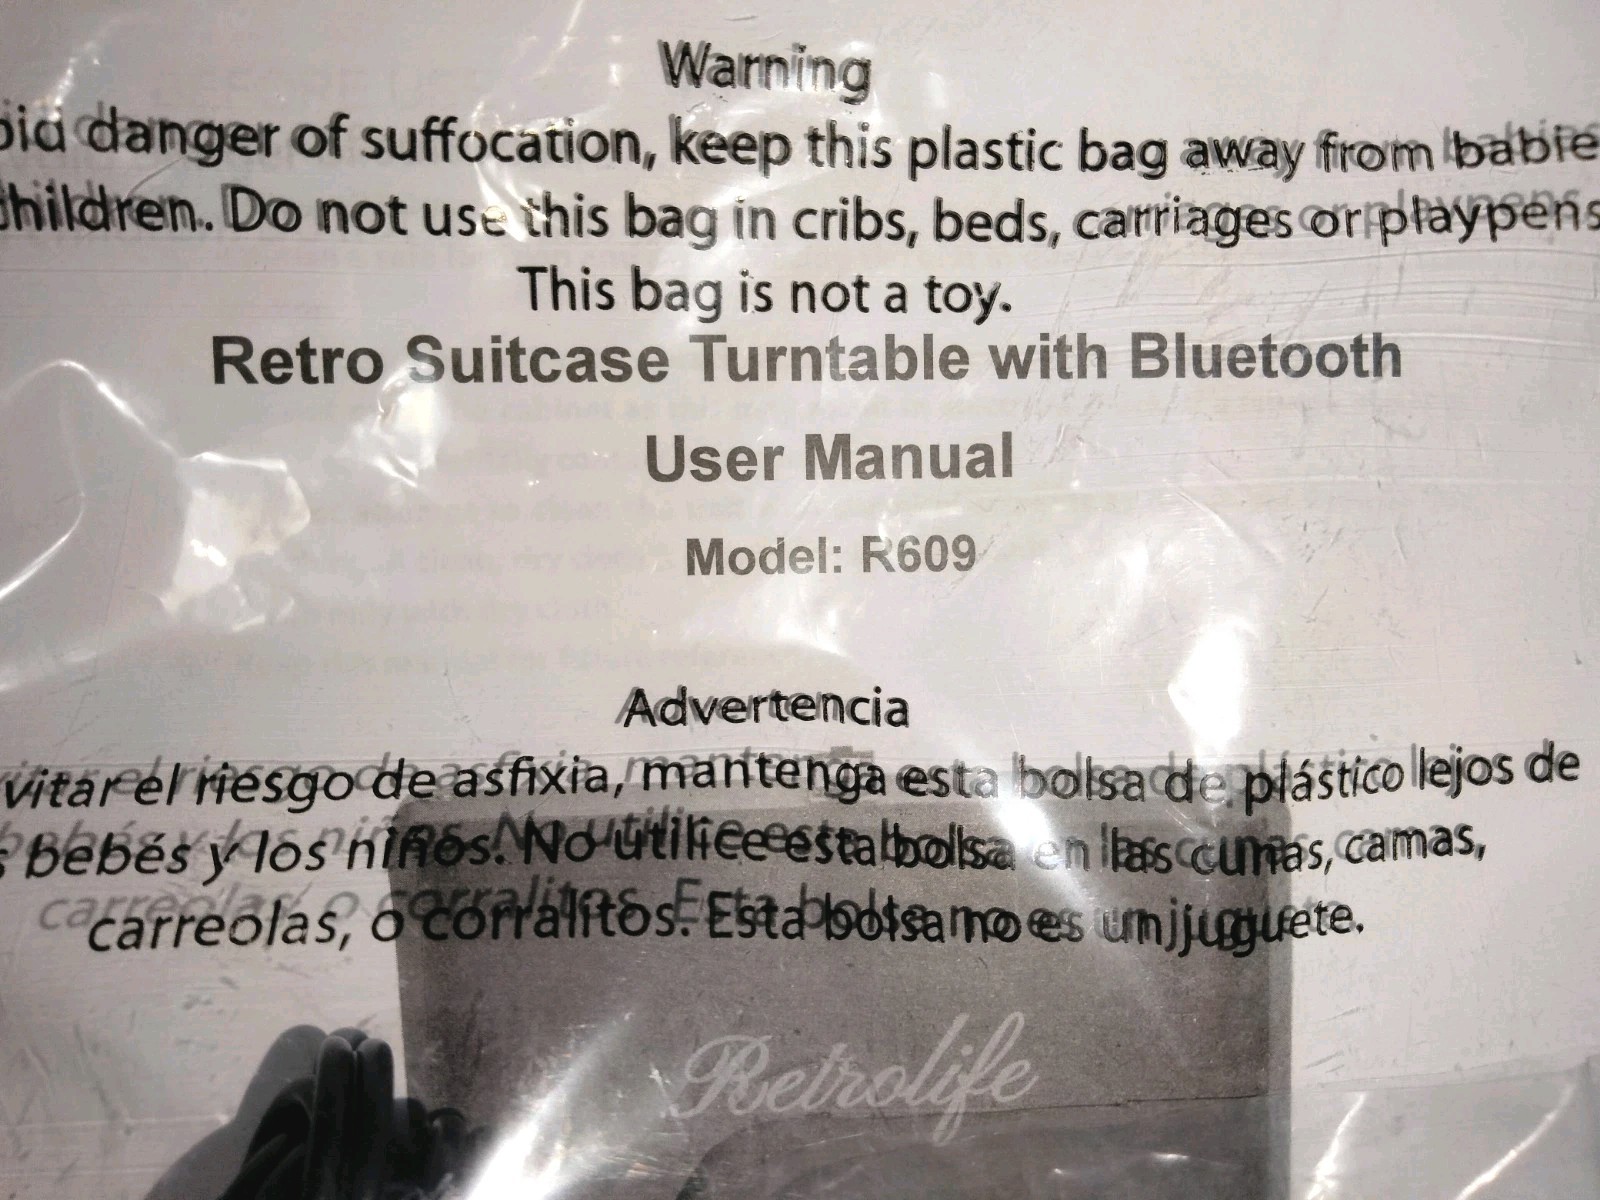 Warning
oid danger of suffocation, keep this plastic bag away from babie
children. Do not use this bag in cribs, beds, carriages or playpens
This bag is not a toy.
Retro Suitcase Turntable with Bluetooth
User Manual
Model: R609
Advertencia
vitar el riesgo de asfixia, mantenga esta bolsa de plástico lejos de
s bebés y los niños. No utilice esta bolsa en las cunas, camas,
carreolas, o corralitos. Esta bolsa no es un juguete.
Retrolife